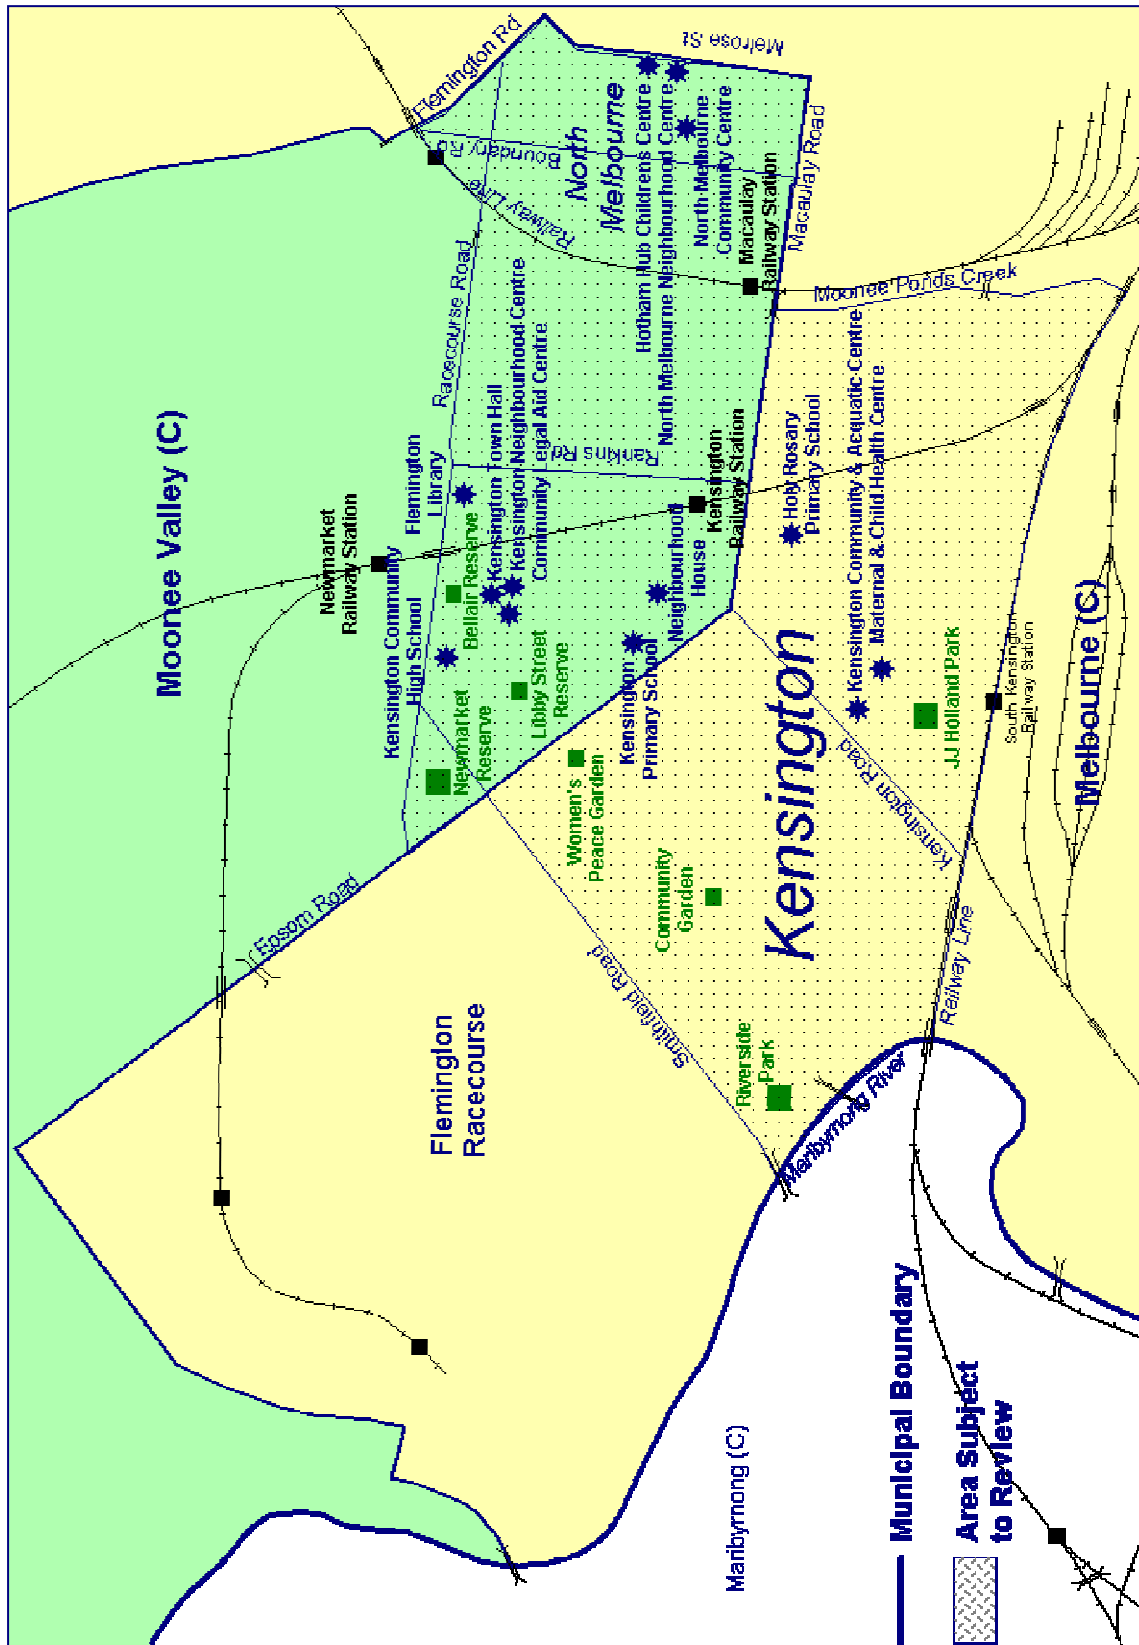 Flemington Rd
Melrose St
North
Melbourne
Boundary Rd
Railway Line
Hotham Hub Childrens Centre
North Melbourne Neighbourhood Centre
North Melbourne
Community Centre
Macaulay
Railway Station
Macaulay Road
Moonee Ponds Creek
Racecourse Road
Moonee Valley (C)
Newmarket
Railway Station
Flemington
Library
Kensington Town Hall
Kensington Neighbourhood Centre
Community Legal Aid Centre
Rankins Rd
Kensington
Railway Station
Holy Rosary
Primary School
Kensington Community & Acquatic Centre
Maternal & Child Health Centre
Kensington Community
High School
Bellair Reserve
Newmarket
Reserve
Libby Street
Reserve
Neighbourhood
House
Kensington
Primary School
Women's
Peace Garden
Community
Garden
Kensington
Kensington Road
JJ Holland Park
South Kensington
Railway Station
Melbourne (C)
Epsom Road
Smithfield Road
Railway Line
Riverside
Park
Maribyrnong River
Flemington
Racecourse
Maribyrnong (C)
Municipal Boundary
Area Subject
to Review